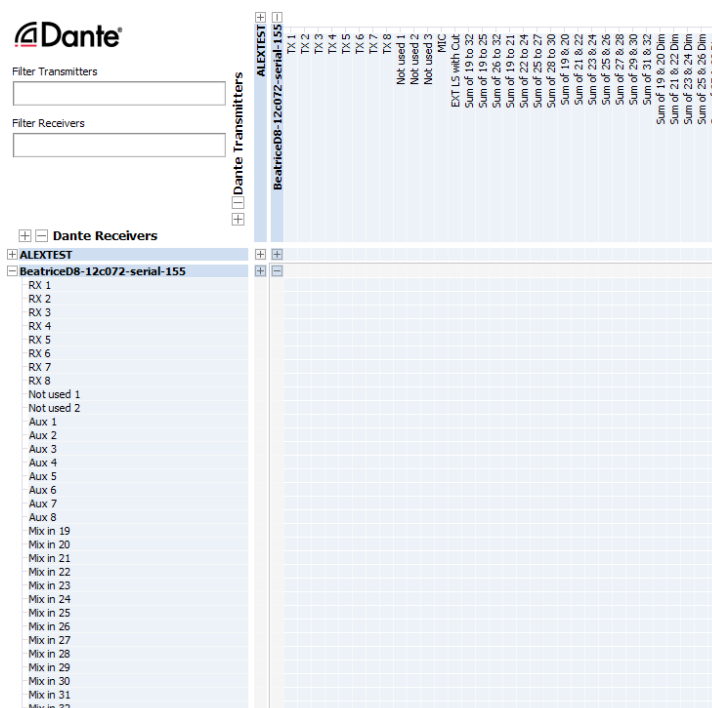 Dante®
Filter Transmitters
Filter Receivers
Dante Transmitters
ALEXTEST
BeatriceD8-12c072-serial-155
TX 1
TX 2
TX 3
TX 4
TX 5
TX 6
TX 7
TX 8
Not used 1
Not used 2
Not used 3
MIC
EXT LS with Cut
Sum of 19 to 32
Sum of 19 to 25
Sum of 26 to 32
Sum of 19 to 21
Sum of 22 to 24
Sum of 25 to 27
Sum of 28 to 30
Sum of 19 & 20
Sum of 21 & 22
Sum of 23 & 24
Sum of 25 & 26
Sum of 27 & 28
Sum of 29 & 30
Sum of 31 & 32
Sum of 19 & 20 Dim
Sum of 21 & 22 Dim
Sum of 23 & 24 Dim
Sum of 25 & 26 Dim
Dante Receivers
ALEXTEST
BeatriceD8-12c072-serial-155
RX 1
RX 2
RX 3
RX 4
RX 5
RX 6
RX 7
RX 8
Not used 1
Not used 2
Aux 1
Aux 2
Aux 3
Aux 4
Aux 5
Aux 6
Aux 7
Aux 8
Mix in 19
Mix in 20
Mix in 21
Mix in 22
Mix in 23
Mix in 24
Mix in 25
Mix in 26
Mix in 27
Mix in 28
Mix in 29
Mix in 30
Mix in 31
Mix in 32